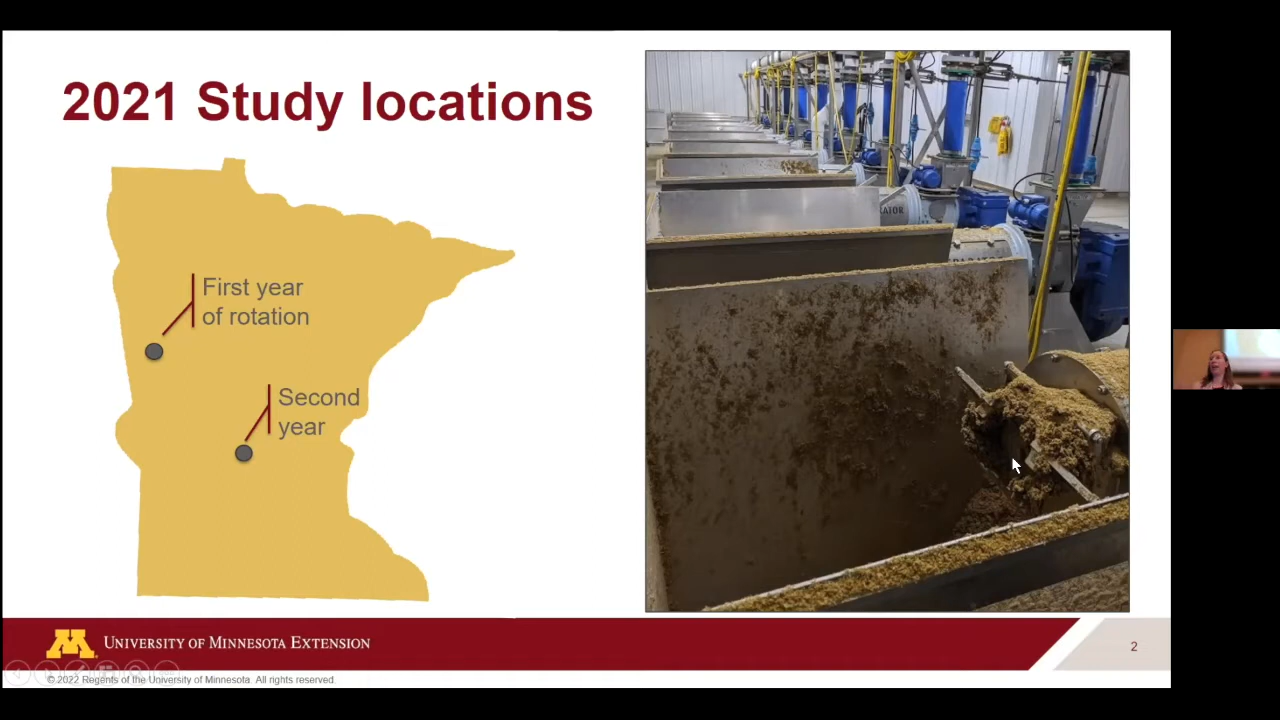 2021 Study locations
First year
of rotation
Second
year
RATOR
UNIVERSITY OF MINNESOTA EXTENSION
2
©2022 Regents of the University of Minnesota. All rights reserved.